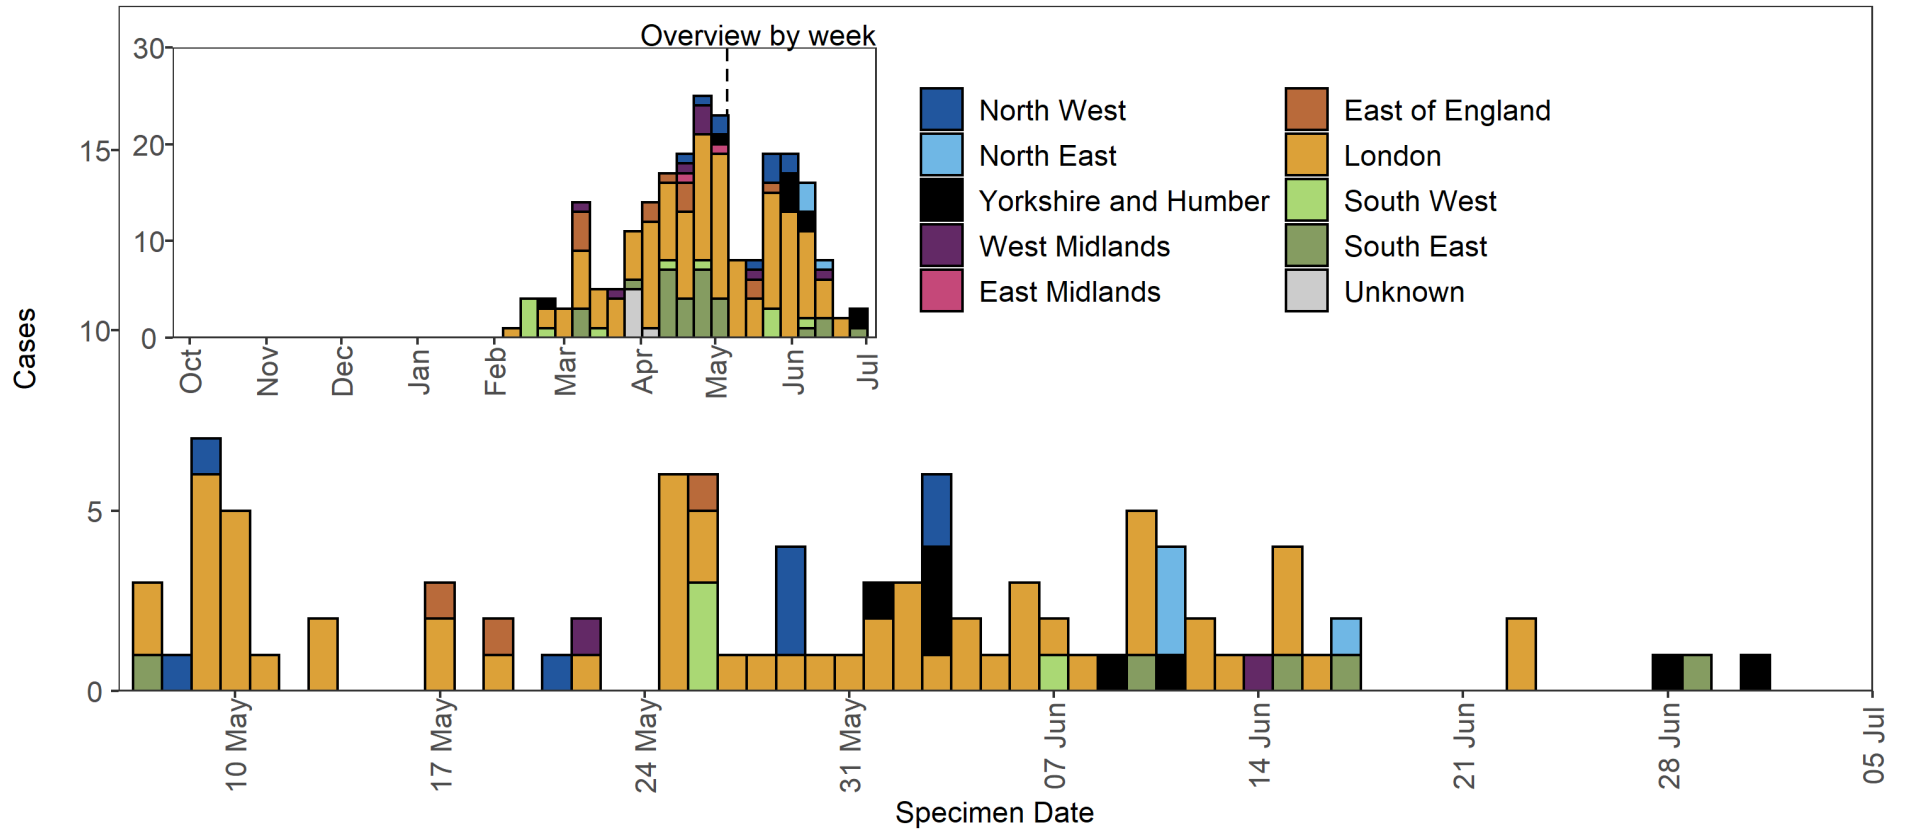 Overview by week
30
20
10
0
Oct
Nov
Dec
Jan
Feb
Mar
Apr
May
Jun
Jul
North West
North East
Yorkshire and Humber
West Midlands
East Midlands
East of England
London
South West
South East
Unknown
Cases
15
10
5
0
10 May
17 May
24 May
31 May
07 Jun
14 Jun
21 Jun
28 Jun
05 Jul
Specimen Date